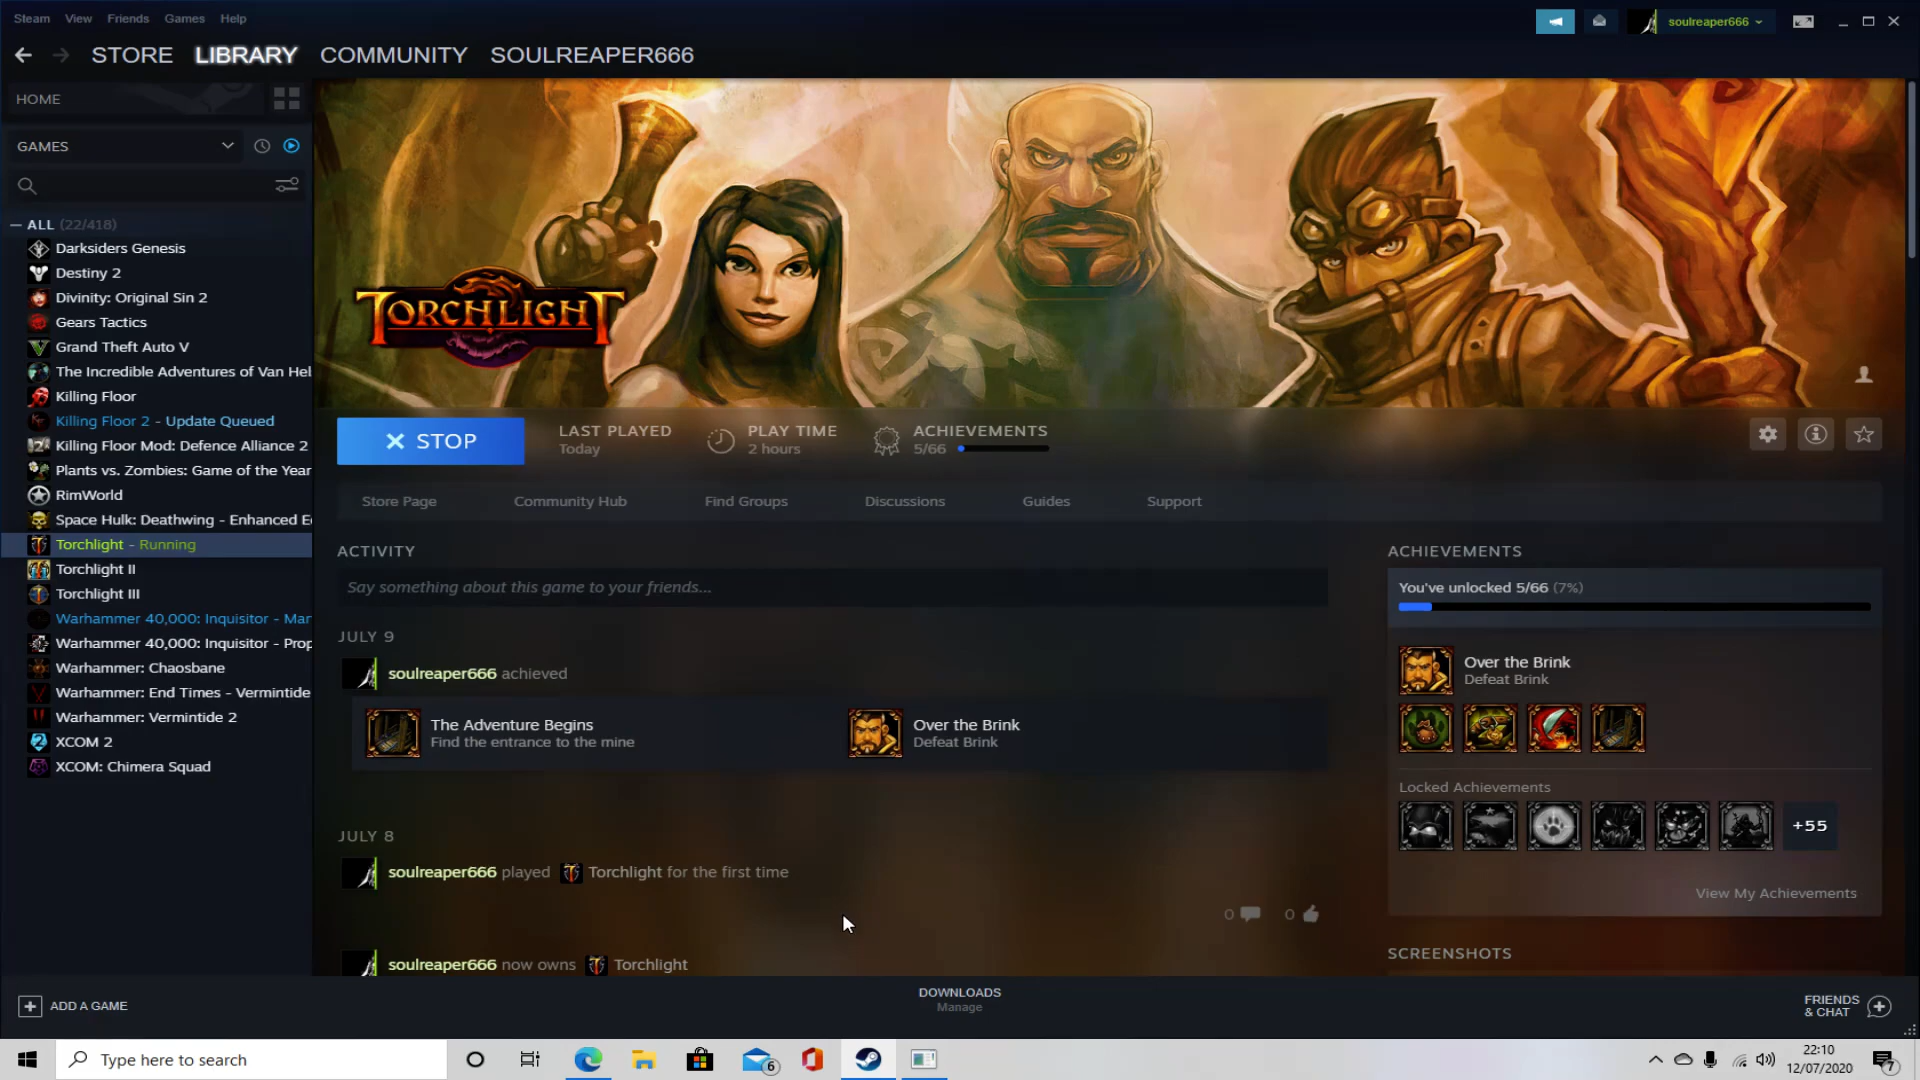 Steam View Friends Games Help
soulreaper666
STORE LIBRARY COMMUNITY SOULREAPER666
HOME
GAMES
ALL (22/418)
Darksiders Genesis
Destiny 2
Divinity: Original Sin 2
Gears Tactics
Grand Theft Auto V
The Incredible Adventures of Van Hel
Killing Floor
Killing Floor 2 - Update Queued
Killing Floor Mod: Defence Alliance 2
Plants vs. Zombies: Game of the Year
RimWorld
Space Hulk: Deathwing - Enhanced E
Torchlight - Running
Torchlight II
Torchlight III
Warhammer 40,000: Inquisitor - Mar
Warhammer 40,000: Inquisitor - Prop
Warhammer: Chaosbane
Warhammer: End Times - Vermintide
Warhammer: Vermintide 2
XCOM 2
XCOM: Chimera Squad
TORCHLIGHT
STOP
LAST PLAYED
Today
PLAY TIME
2 hours
ACHIEVEMENTS
5/66
Store Page Community Hub Find Groups Discussions Guides Support
ACTIVITY
Say something about this game to your friends...
JULY 9
soulreaper666 achieved
The Adventure Begins
Find the entrance to the mine
Over the Brink
Defeat Brink
JULY 8
soulreaper666 played Torchlight for the first time
0 0
soulreaper666 now owns Torchlight
ACHIEVEMENTS
You've unlocked 5/66 (7%)
Over the Brink
Defeat Brink
Locked Achievements
+55
View My Achievements
SCREENSHOTS
ADD A GAME
DOWNLOADS
Manage
FRIENDS
& CHAT
Type here to search
6
22:10
12/07/2020
7